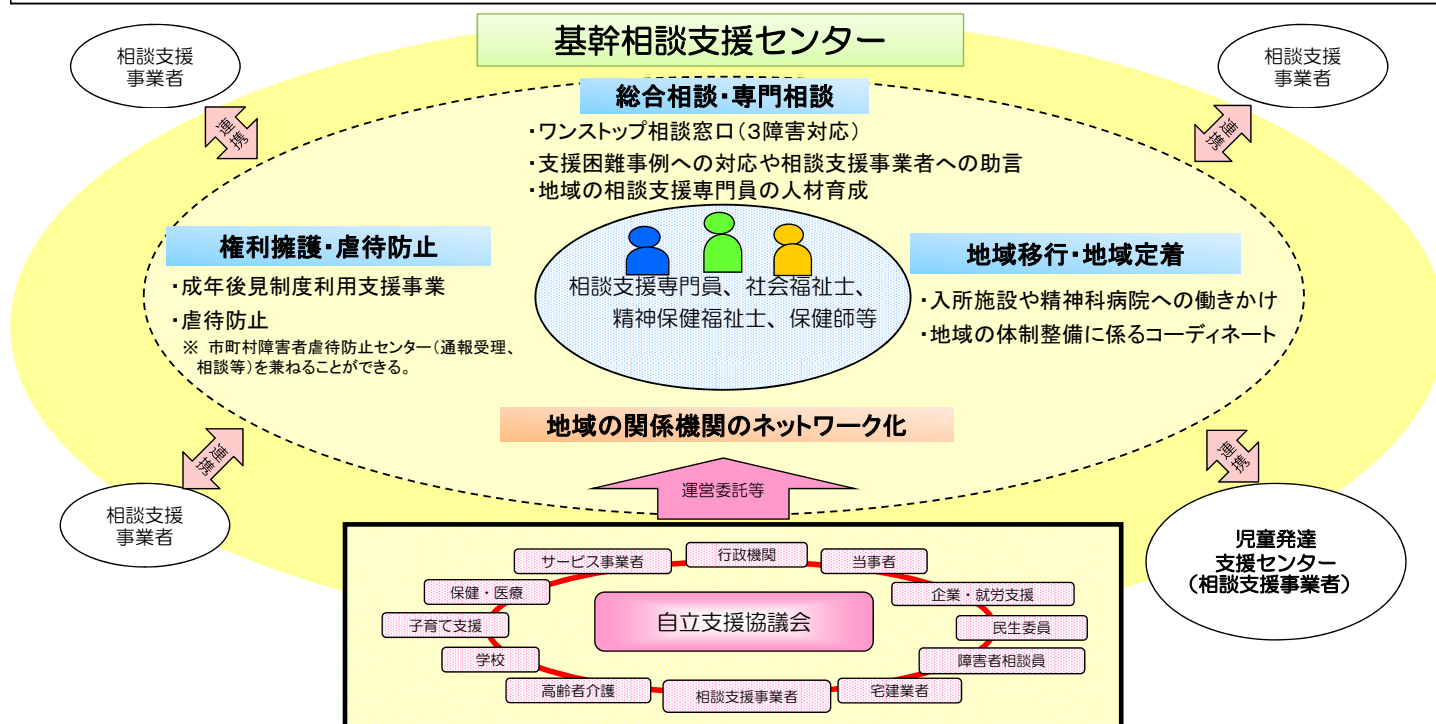 基幹相談支援センター
相談支援
事業者
相談支援
事業者
連携
連携
総合相談・専門相談
・ワンストップ相談窓口(3障害対応)
・支援困難事例への対応や相談支援事業者への助言
・地域の相談支援専門員の人材育成
権利擁護・虐待防止
・成年後見制度利用支援事業
・虐待防止
※ 市町村障害者虐待防止センター(通報受理、
相談等)を兼ねることができる。
相談支援専門員、社会福祉士、
精神保健福祉士、保健師等
地域移行・地域定着
・入所施設や精神科病院への働きかけ
・地域の体制整備に係るコーディネート
地域の関係機関のネットワーク化
連携
連携
運営委託等
相談支援
事業者
児童発達
支援センター
(相談支援事業者)
行政機関
サービス事業者
当事者
保健・医療
企業・就労支援
子育て支援
自立支援協議会
民生委員
学校
障害者相談員
高齢者介護
相談支援事業者
宅建業者